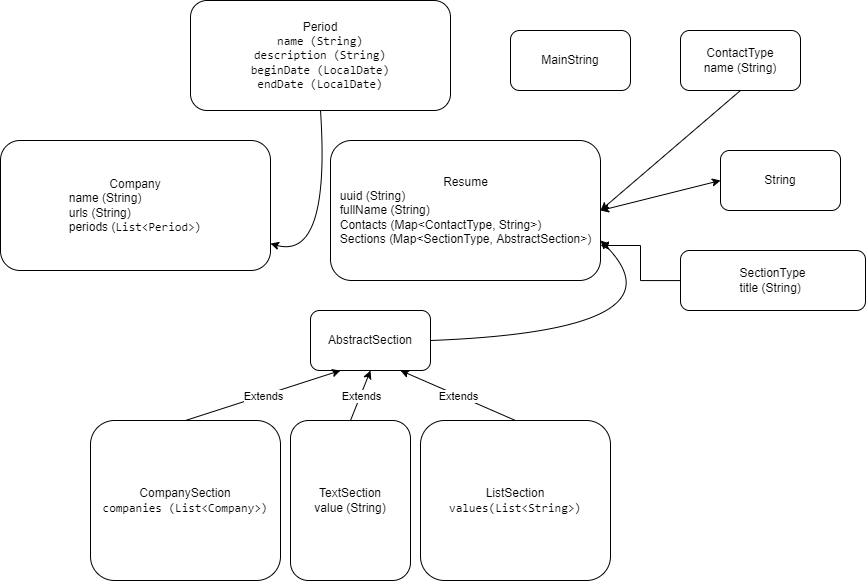 Period
name (String)
description (String)
beginDate (LocalDate)
endDate (LocalDate)
MainString
ContactType
name (String)
Company
name (String)
urls (String)
periods (List<Period>)
Resume
uuid (String)
fullName (String)
Contacts (Map<ContactType, String>)
Sections (Map<SectionType, AbstractSection>)
String
SectionType
title (String)
AbstractSection
Extends
Extends
Extends
CompanySection
companies (List<Company>)
TextSection
value (String)
ListSection
values(List<String>)